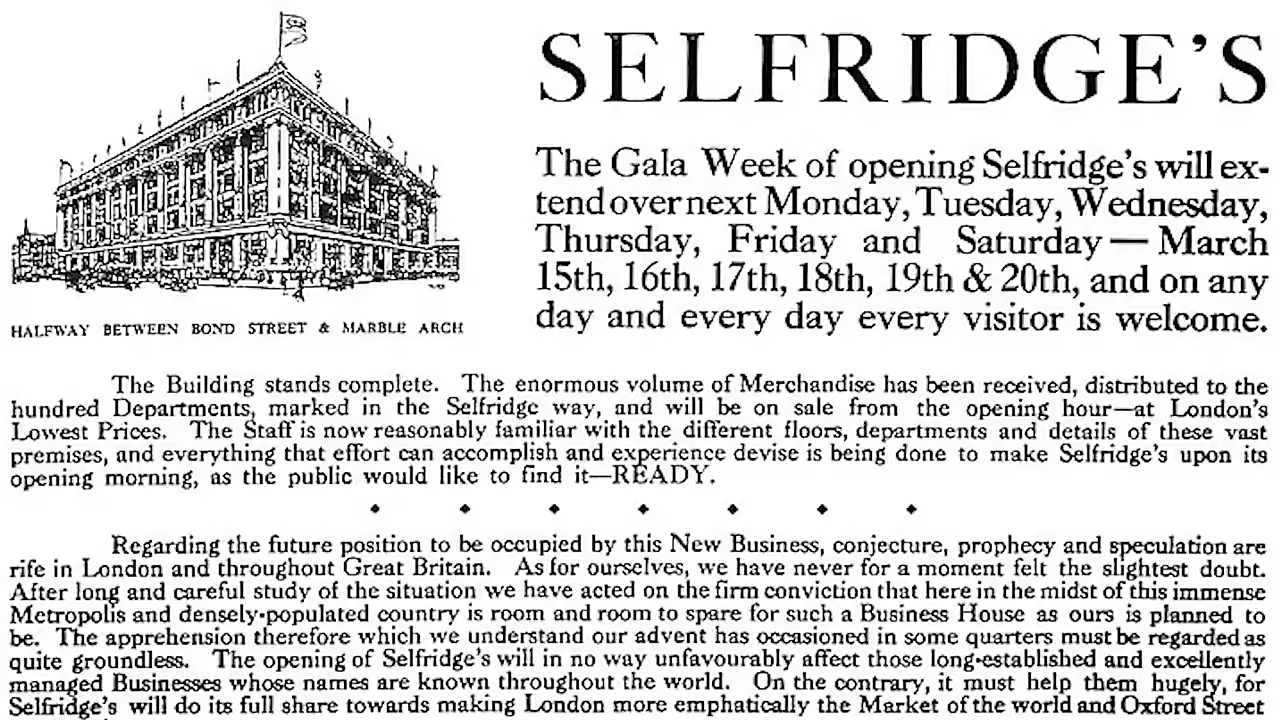 SELFRIDGE'S
The Gala Week of opening Selfridge's will ex-
tend over next Monday, Tuesday, Wednesday,
Thursday, Friday and Saturday — March
15th, 16th, 17th, 18th, 19th & 20th, and on any
day and every day every visitor is welcome.
HALFWAY BETWEEN BOND STREET & MARBLE ARCH
The Building stands complete. The enormous volume of Merchandise has been received, distributed to the
hundred Departments, marked in the Selfridge way, and will be on sale from the opening hour—at London's
Lowest Prices. The Staff is now reasonably familiar with the different floors, departments and details of these vast
premises, and everything that effort can accomplish and experience devise is being done to make Selfridge's upon its
opening morning, as the public would like to find it—READY.
Regarding the future position to be occupied by this New Business, conjecture, prophecy and speculation are
rife in London and throughout Great Britain. As for ourselves, we have never for a moment felt the slightest doubt.
After long and careful study of the situation we have acted on the firm conviction that here in the midst of this immense
Metropolis and densely-populated country is room and room to spare for such a Business House as ours is planned to
be. The apprehension therefore which we understand our advent has occasioned in some quarters must be regarded as
quite groundless. The opening of Selfridge's will in no way unfavourably affect those long-established and excellently
managed Businesses whose names are known throughout the world. On the contrary, it must help them hugely, for
Selfridge's will do its full share towards making London more emphatically the Market of the world and Oxford Street